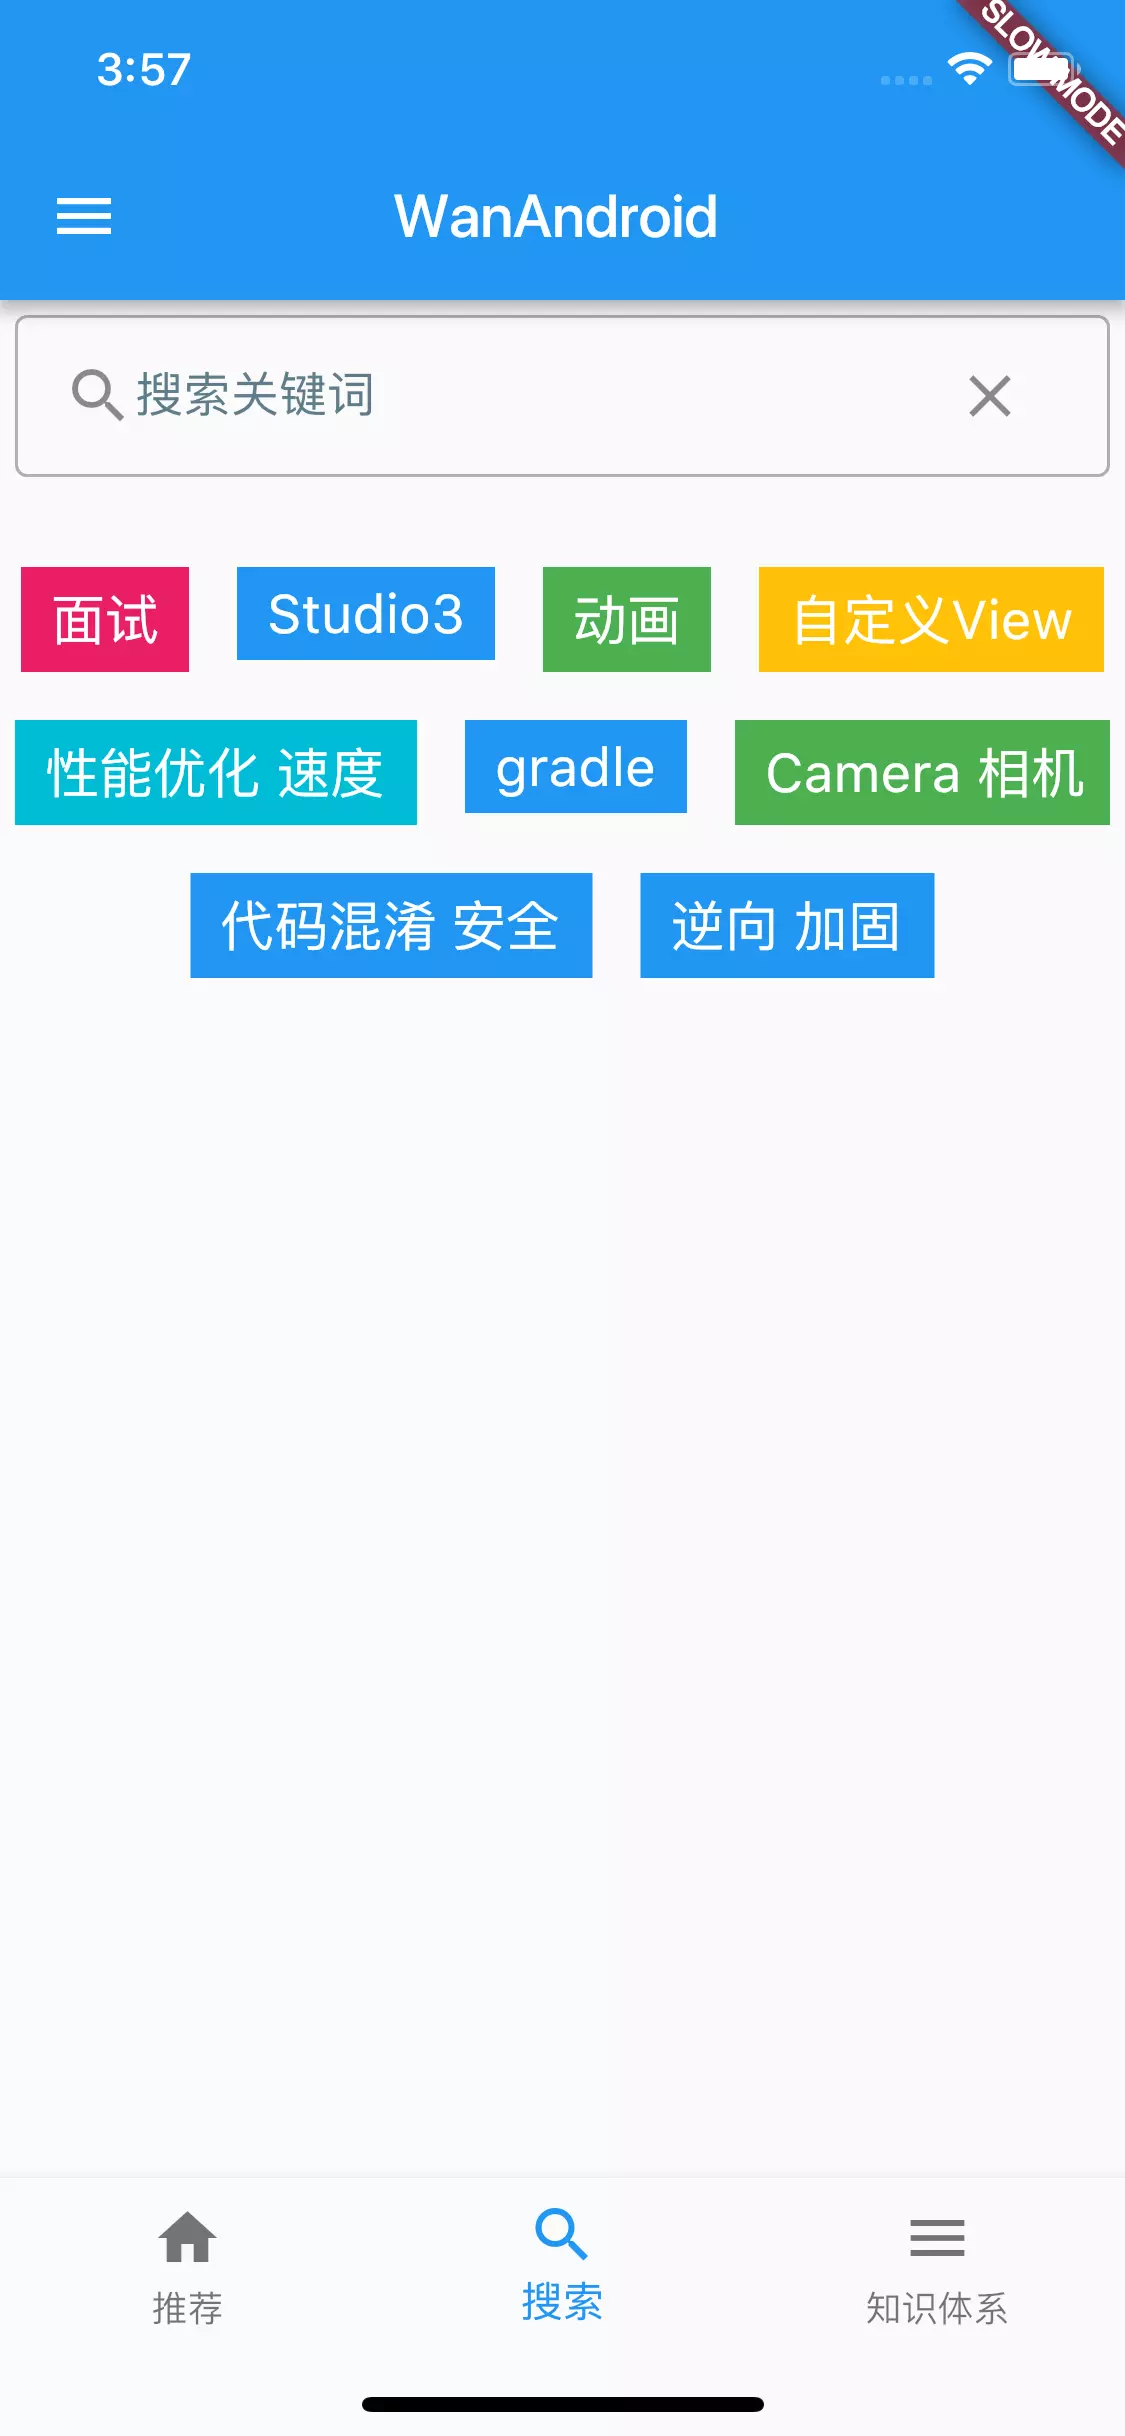 3:57
SLOW MODE
WanAndroid
搜索关键词
面试 Studio3 动画 自定义View
性能优化 速度 gradle Camera 相机
代码混淆 安全 逆向 加固
推荐 搜索 知识体系